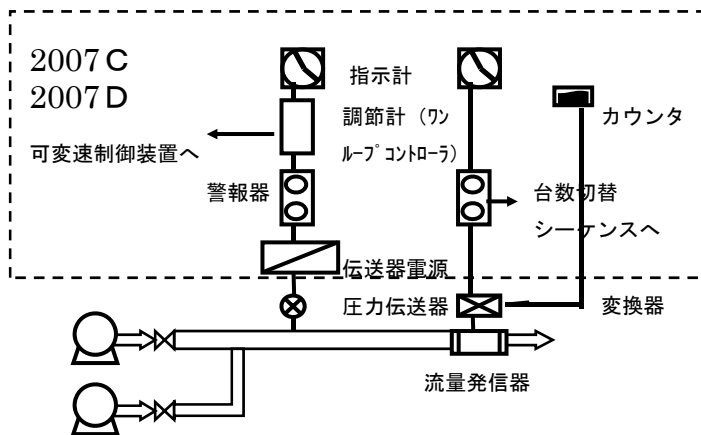 2007C
2007D
指示計
調節計（ﾜﾝ
ﾙｰﾌﾟｺﾝﾄﾛｰﾗ）
可変速制御装置へ
警報器
伝送器電源
圧力伝送器
カウンタ
台数切替
シーケンスへ
変換器
流量発信器